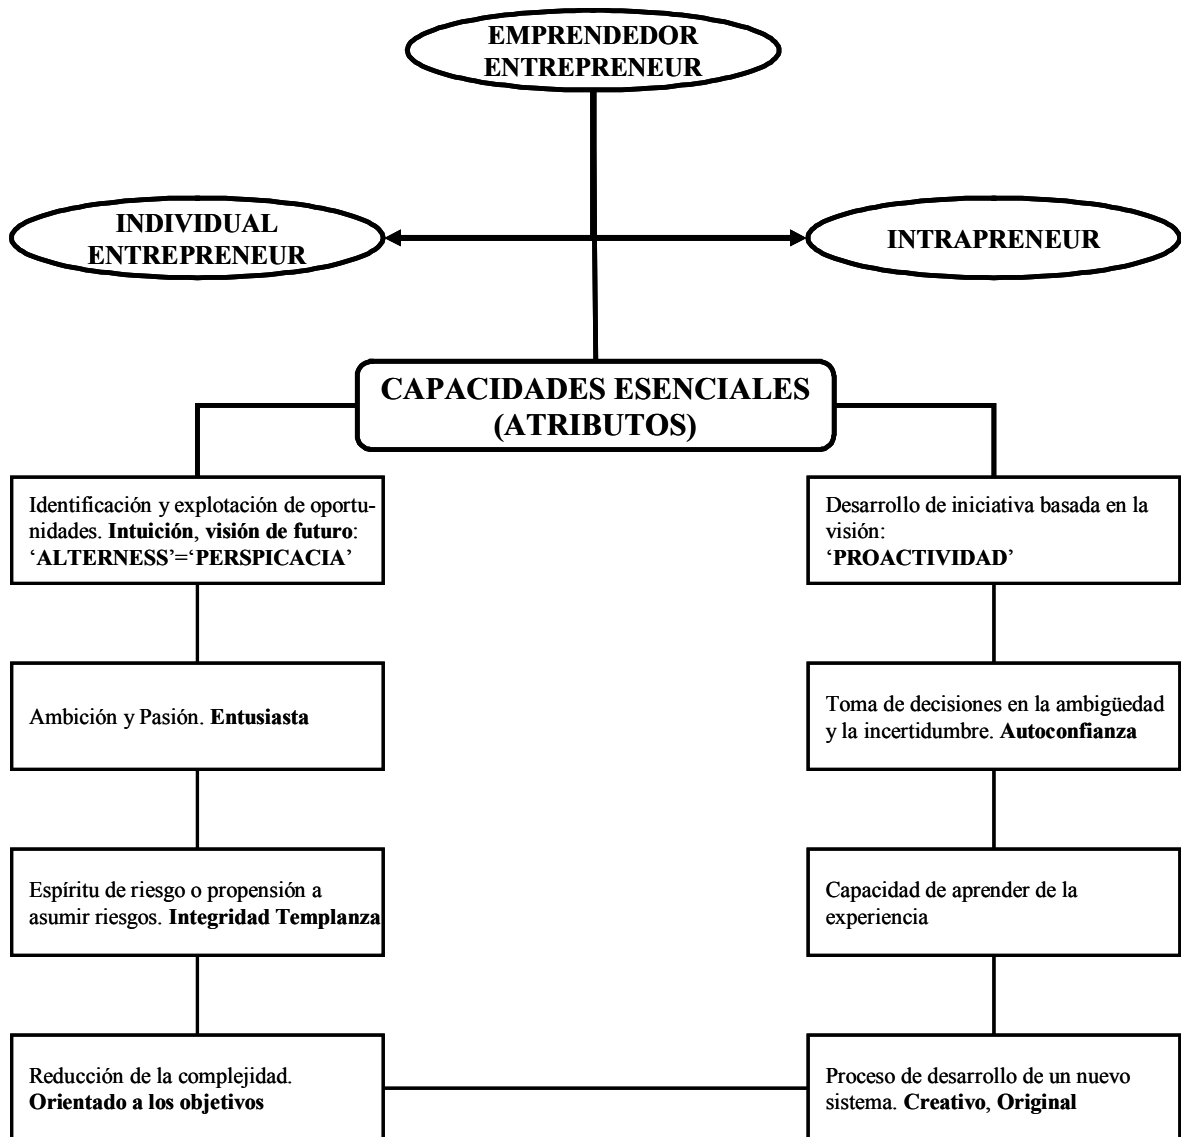 EMPRENDEDOR
ENTREPRENEUR
INDIVIDUAL
ENTREPRENEUR
INTRAPRENEUR
CAPACIDADES ESENCIALES
(ATRIBUTOS)
Identificación y explotación de oportu-
nidades. Intuición, visión de futuro:
‘ALTERNESS’=‘PERSPICACIA’
Desarrollo de iniciativa basada en la
visión:
‘PROACTIVIDAD’
Ambición y Pasión. Entusiasta
Toma de decisiones en la ambigüedad
y la incertidumbre. Autoconfianza
Espíritu de riesgo o propensión a
asumir riesgos. Integridad Templanza
Capacidad de aprender de la
experiencia
Reducción de la complejidad.
Orientado a los objetivos
Proceso de desarrollo de un nuevo
sistema. Creativo, Original